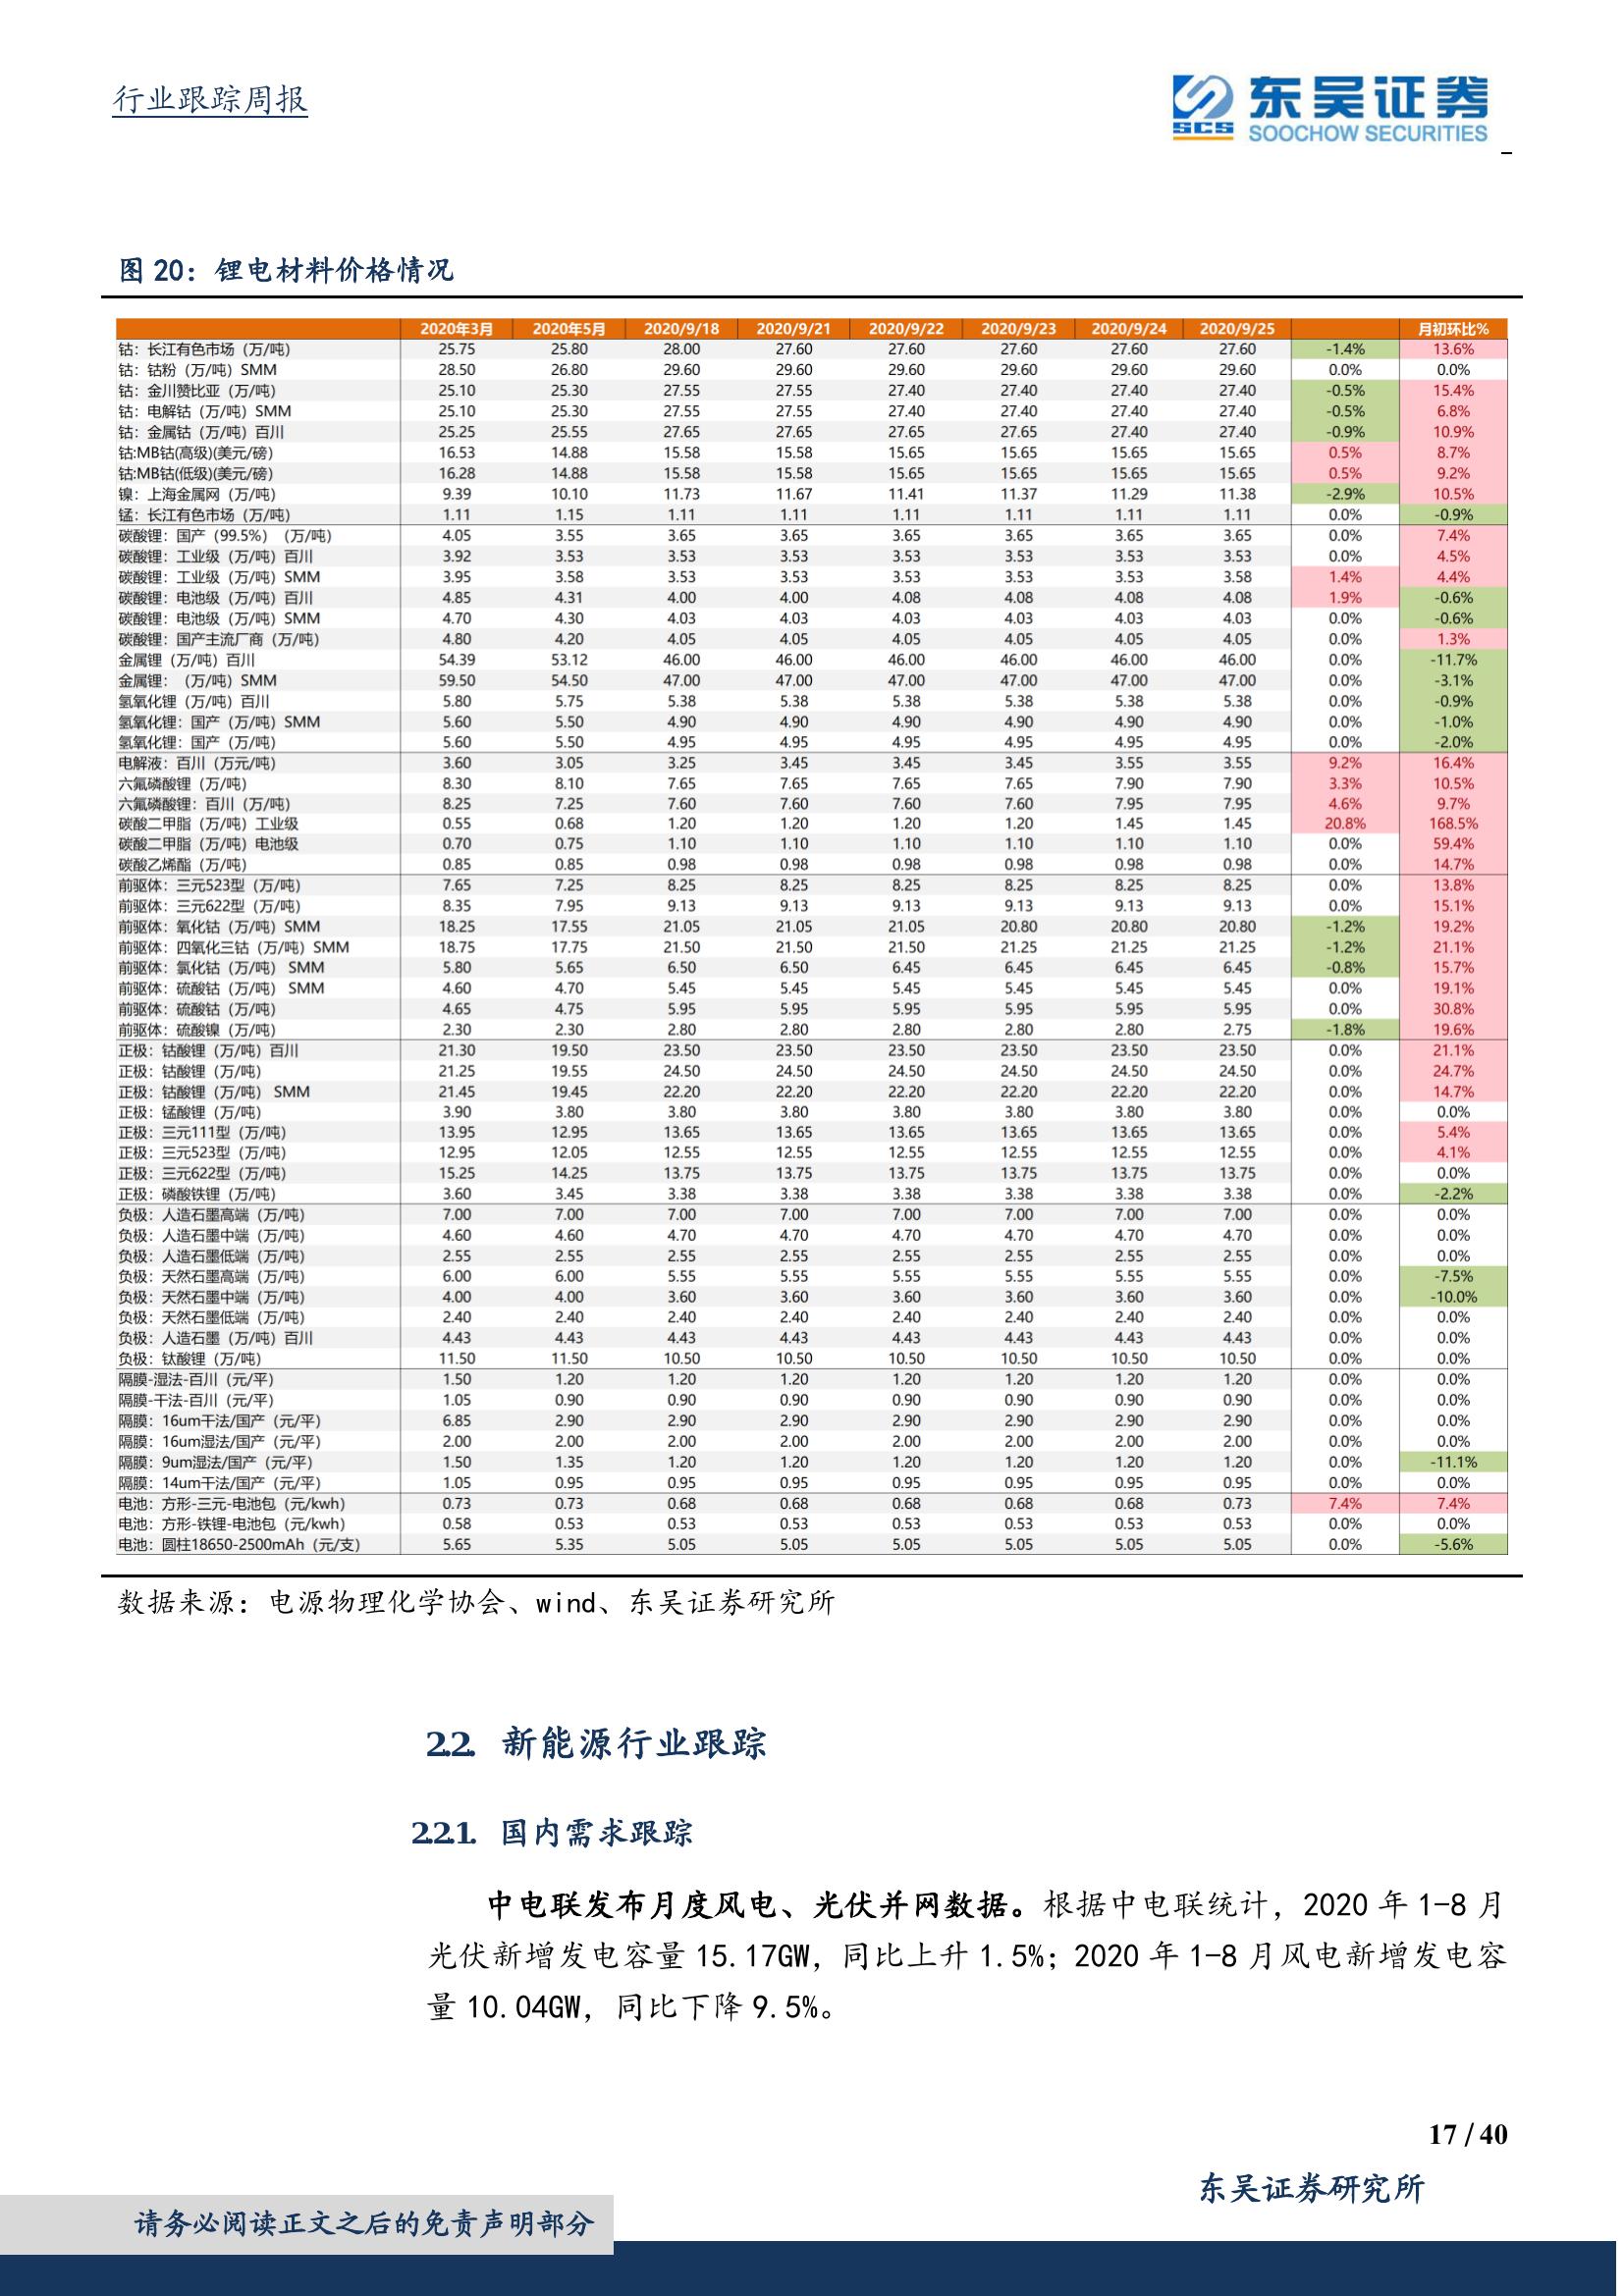 行业跟踪周报
SCS 东吴证券
SOOCHOW SECURITIES
图 20：锂电材料价格情况
2020年3月 2020年5月 2020/9/18 2020/9/21 2020/9/22 2020/9/23 2020/9/24 2020/9/25 月初环比%
钴：长江有色市场（万/吨） 25.75 25.80 28.00 27.60 27.60 27.60 27.60 27.60 -1.4% 13.6%
钴：钴粉（万/吨）SMM 28.50 26.80 29.60 29.60 29.60 29.60 29.60 29.60 0.0% 0.0%
钴：金川赞比亚（万/吨） 25.10 25.30 27.55 27.55 27.40 27.40 27.40 27.40 -0.5% 15.4%
钴：电解钴（万/吨）SMM 25.10 25.30 27.55 27.55 27.40 27.40 27.40 27.40 -0.5% 6.8%
钴：金属钴（万/吨）百川 25.25 25.55 27.65 27.65 27.65 27.65 27.40 27.40 -0.9% 10.9%
钴:MB钴(高级)(美元/磅) 16.53 14.88 15.58 15.58 15.65 15.65 15.65 15.65 0.5% 8.7%
钴:MB钴(低级)(美元/磅) 16.28 14.88 15.58 15.58 15.65 15.65 15.65 15.65 0.5% 9.2%
镍：上海金属网（万/吨） 9.39 10.10 11.73 11.67 11.41 11.37 11.29 11.38 -2.9% 10.5%
锰：长江有色市场（万/吨） 1.11 1.15 1.11 1.11 1.11 1.11 1.11 1.11 0.0% -0.9%
碳酸锂：国产（99.5%）（万/吨） 4.05 3.55 3.65 3.65 3.65 3.65 3.65 3.65 0.0% 7.4%
碳酸锂：工业级（万/吨）百川 3.92 3.53 3.53 3.53 3.53 3.53 3.53 3.53 0.0% 4.5%
碳酸锂：工业级（万/吨）SMM 3.95 3.58 3.53 3.53 3.53 3.53 3.53 3.58 1.4% 4.4%
碳酸锂：电池级（万/吨）百川 4.85 4.31 4.00 4.00 4.08 4.08 4.08 4.08 1.9% -0.6%
碳酸锂：电池级（万/吨）SMM 4.70 4.30 4.03 4.03 4.03 4.03 4.03 4.03 0.0% -0.6%
碳酸锂：国产主流厂商（万/吨） 4.80 4.20 4.05 4.05 4.05 4.05 4.05 4.05 0.0% 1.3%
金属锂（万/吨）百川 54.39 53.12 46.00 46.00 46.00 46.00 46.00 46.00 0.0% -11.7%
金属锂：（万/吨）SMM 59.50 54.50 47.00 47.00 47.00 47.00 47.00 47.00 0.0% -3.1%
氢氧化锂（万/吨）百川 5.80 5.75 5.38 5.38 5.38 5.38 5.38 5.38 0.0% -0.9%
氢氧化锂：国产（万/吨）SMM 5.60 5.50 4.90 4.90 4.90 4.90 4.90 4.90 0.0% -1.0%
氢氧化锂：国产（万/吨） 5.60 5.50 4.95 4.95 4.95 4.95 4.95 4.95 0.0% -2.0%
电解液：百川（万元/吨） 3.60 3.05 3.25 3.45 3.45 3.45 3.55 3.55 9.2% 16.4%
六氟磷酸锂（万/吨） 8.30 8.10 7.65 7.65 7.65 7.65 7.90 7.90 3.3% 10.5%
六氟磷酸锂：百川（万/吨） 8.25 7.25 7.60 7.60 7.60 7.60 7.95 7.95 4.6% 9.7%
碳酸二甲脂（万/吨）工业级 0.55 0.68 1.20 1.20 1.20 1.20 1.45 1.45 20.8% 168.5%
碳酸二甲脂（万/吨）电池级 0.70 0.75 1.10 1.10 1.10 1.10 1.10 1.10 0.0% 59.4%
碳酸乙烯酯（万/吨） 0.85 0.85 0.98 0.98 0.98 0.98 0.98 0.98 0.0% 14.7%
前驱体：三元523型（万/吨） 7.65 7.25 8.25 8.25 8.25 8.25 8.25 8.25 0.0% 13.8%
前驱体：三元622型（万/吨） 8.35 7.95 9.13 9.13 9.13 9.13 9.13 9.13 0.0% 15.1%
前驱体：氧化钴（万/吨）SMM 18.25 17.55 21.05 21.05 21.05 20.80 20.80 20.80 -1.2% 19.2%
前驱体：四氧化三钴（万/吨）SMM 18.75 17.75 21.50 21.50 21.50 21.25 21.25 21.25 -1.2% 21.1%
前驱体：氯化钴（万/吨） SMM 5.80 5.65 6.50 6.50 6.45 6.45 6.45 6.45 -0.8% 15.7%
前驱体：硫酸钴（万/吨） SMM 4.60 4.70 5.45 5.45 5.45 5.45 5.45 5.45 0.0% 19.1%
前驱体：硫酸钴（万/吨） 4.65 4.75 5.95 5.95 5.95 5.95 5.95 5.95 0.0% 30.8%
前驱体：硫酸镍（万/吨） 2.30 2.30 2.80 2.80 2.80 2.80 2.80 2.75 -1.8% 19.6%
正极：钴酸锂（万/吨）百川 21.30 19.50 23.50 23.50 23.50 23.50 23.50 23.50 0.0% 21.1%
正极：钴酸锂（万/吨） 21.25 19.55 24.50 24.50 24.50 24.50 24.50 24.50 0.0% 24.7%
正极：钴酸锂（万/吨） SMM 21.45 19.45 22.20 22.20 22.20 22.20 22.20 22.20 0.0% 14.7%
正极：锰酸锂（万/吨） 3.90 3.80 3.80 3.80 3.80 3.80 3.80 3.80 0.0% 0.0%
正极：三元111型（万/吨） 13.95 12.95 13.65 13.65 13.65 13.65 13.65 13.65 0.0% 5.4%
正极：三元523型（万/吨） 12.95 12.05 12.55 12.55 12.55 12.55 12.55 12.55 0.0% 4.1%
正极：三元622型（万/吨） 15.25 14.25 13.75 13.75 13.75 13.75 13.75 13.75 0.0% 0.0%
正极：磷酸铁锂（万/吨） 3.60 3.45 3.38 3.38 3.38 3.38 3.38 3.38 0.0% -2.2%
负极：人造石墨高端（万/吨） 7.00 7.00 7.00 7.00 7.00 7.00 7.00 7.00 0.0% 0.0%
负极：人造石墨中端（万/吨） 4.60 4.60 4.70 4.70 4.70 4.70 4.70 4.70 0.0% 0.0%
负极：人造石墨低端（万/吨） 2.55 2.55 2.55 2.55 2.55 2.55 2.55 2.55 0.0% 0.0%
负极：天然石墨高端（万/吨） 6.00 6.00 5.55 5.55 5.55 5.55 5.55 5.55 0.0% -7.5%
负极：天然石墨中端（万/吨） 4.00 4.00 3.60 3.60 3.60 3.60 3.60 3.60 0.0% -10.0%
负极：天然石墨低端（万/吨） 2.40 2.40 2.40 2.40 2.40 2.40 2.40 2.40 0.0% 0.0%
负极：人造石墨（万/吨）百川 4.43 4.43 4.43 4.43 4.43 4.43 4.43 4.43 0.0% 0.0%
负极：钛酸锂（万/吨） 11.50 11.50 10.50 10.50 10.50 10.50 10.50 10.50 0.0% 0.0%
隔膜-湿法-百川（元/平） 1.50 1.20 1.20 1.20 1.20 1.20 1.20 1.20 0.0% 0.0%
隔膜-干法-百川（元/平） 1.05 0.90 0.90 0.90 0.90 0.90 0.90 0.90 0.0% 0.0%
隔膜：16um干法/国产（元/平） 6.85 2.90 2.90 2.90 2.90 2.90 2.90 2.90 0.0% 0.0%
隔膜：16um湿法/国产（元/平） 2.00 2.00 2.00 2.00 2.00 2.00 2.00 2.00 0.0% 0.0%
隔膜：9um湿法/国产（元/平） 1.50 1.35 1.20 1.20 1.20 1.20 1.20 1.20 0.0% -11.1%
隔膜：14um干法/国产（元/平） 1.05 0.95 0.95 0.95 0.95 0.95 0.95 0.95 0.0% 0.0%
电池：方形-三元-电池包（元/kwh） 0.73 0.73 0.68 0.68 0.68 0.68 0.68 0.73 7.4% 7.4%
电池：方形-铁锂-电池包（元/kwh） 0.58 0.53 0.53 0.53 0.53 0.53 0.53 0.53 0.0% 0.0%
电池：圆柱18650-2500mAh（元/支） 5.65 5.35 5.05 5.05 5.05 5.05 5.05 5.05 0.0% -5.6%
数据来源：电源物理化学协会、wind、东吴证券研究所
2.2. 新能源行业跟踪
2.2.1. 国内需求跟踪
中电联发布月度风电、光伏并网数据。根据中电联统计，2020 年 1-8 月
光伏新增发电容量 15.17GW，同比上升 1.5%；2020 年 1-8 月风电新增发电容
量 10.04GW，同比下降 9.5%。
17 / 40
东吴证券研究所
请务必阅读正文之后的免责声明部分